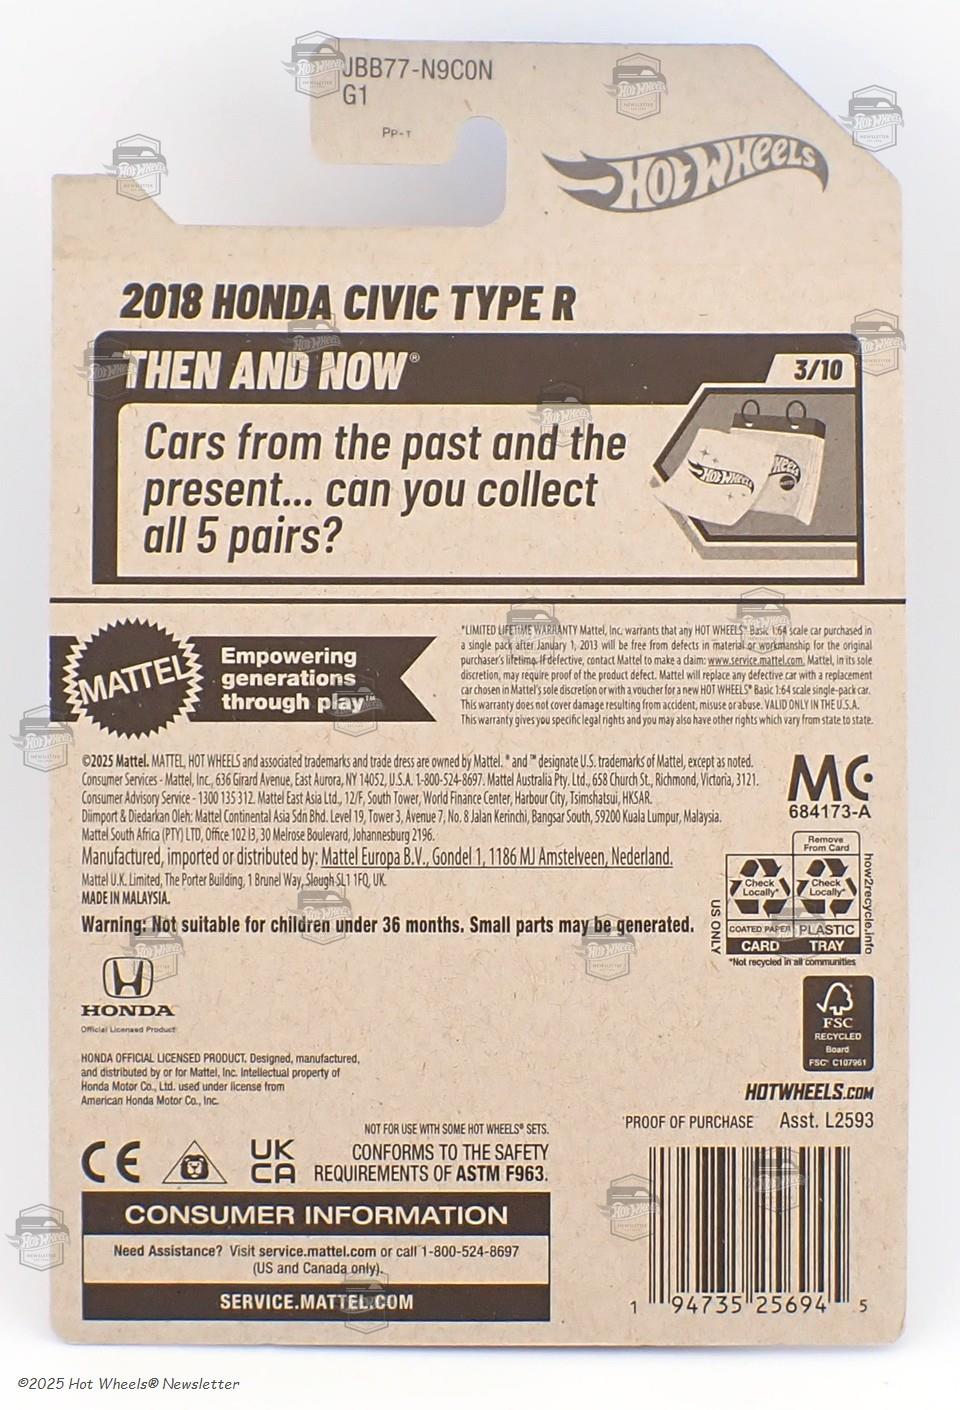 JBB77-N9C0N
G1
PP-T
HOT WHEELS
2018 HONDA CIVIC TYPE R
THEN AND NOW®
3/10
Cars from the past and the
present... can you collect
all 5 pairs?
HOT WHEELS
MATTEL
Empowering
generations
through play™
*LIMITED LIFETIME WARRANTY Mattel, Inc. warrants that any HOT WHEELS® Basic 1:64 scale car purchased in
a single pack after January 1, 2013 will be free from defects in material or workmanship for the original
purchaser's lifetime. If defective, contact Mattel to make a claim: www.service.mattel.com. Mattel, in its sole
discretion, may require proof of the product defect. Mattel will replace any defective car with a replacement
car chosen in Mattel's sole discretion or with a voucher for a new HOT WHEELS® Basic 1:64 scale single-pack car.
This warranty does not cover damage resulting from accident, misuse or abuse. VALID ONLY IN THE U.S.A.
This warranty gives you specific legal rights and you may also have other rights which vary from state to state.
©2025 Mattel. MATTEL, HOT WHEELS and associated trademarks and trade dress are owned by Mattel. ® and ™ designate U.S. trademarks of Mattel, except as noted.
Consumer Services - Mattel, Inc., 636 Girard Avenue, East Aurora, NY 14052, U.S.A. 1-800-524-8697. Mattel Australia Pty. Ltd., 658 Church St., Richmond, Victoria, 3121.
Consumer Advisory Service - 1300 135 312. Mattel East Asia Ltd., 12/F, South Tower, World Finance Center, Harbour City, Tsimshatsui, HKSAR.
Diimport & Diedarkan Oleh: Mattel Continental Asia Sdn Bhd. Level 19, Tower 3, Avenue 7, No. 8 Jalan Kerinchi, Bangsar South, 59200 Kuala Lumpur, Malaysia.
Mattel South Africa (PTY) LTD, Office 102 I3, 30 Melrose Boulevard, Johannesburg 2196.
Manufactured, imported or distributed by: Mattel Europa B.V., Gondel 1, 1186 MJ Amstelveen, Nederland.
Mattel U.K. Limited, The Porter Building, 1 Brunel Way, Slough SL1 1FQ, UK.
MADE IN MALAYSIA.
Warning: Not suitable for children under 36 months. Small parts may be generated.
MC
684173-A
Remove
From Card
Check
Locally*
Check
Locally*
COATED PAPER
CARD
PLASTIC
TRAY
US ONLY
how2recycle.info
*Not recycled in all communities
HONDA
Official Licensed Product
HONDA OFFICIAL LICENSED PRODUCT. Designed, manufactured,
and distributed by or for Mattel, Inc. Intellectual property of
Honda Motor Co., Ltd. used under license from
American Honda Motor Co., Inc.
FSC
RECYCLED
Board
FSC® C107961
HOTWHEELS.COM
PROOF OF PURCHASE Asst. L2593
NOT FOR USE WITH SOME HOT WHEELS® SETS.
CE
UK
CA
CONFORMS TO THE SAFETY
REQUIREMENTS OF ASTM F963.
CONSUMER INFORMATION
Need Assistance? Visit service.mattel.com or call 1-800-524-8697
(US and Canada only).
SERVICE.MATTEL.COM
1 94735 25694 5
©2025 Hot Wheels® Newsletter